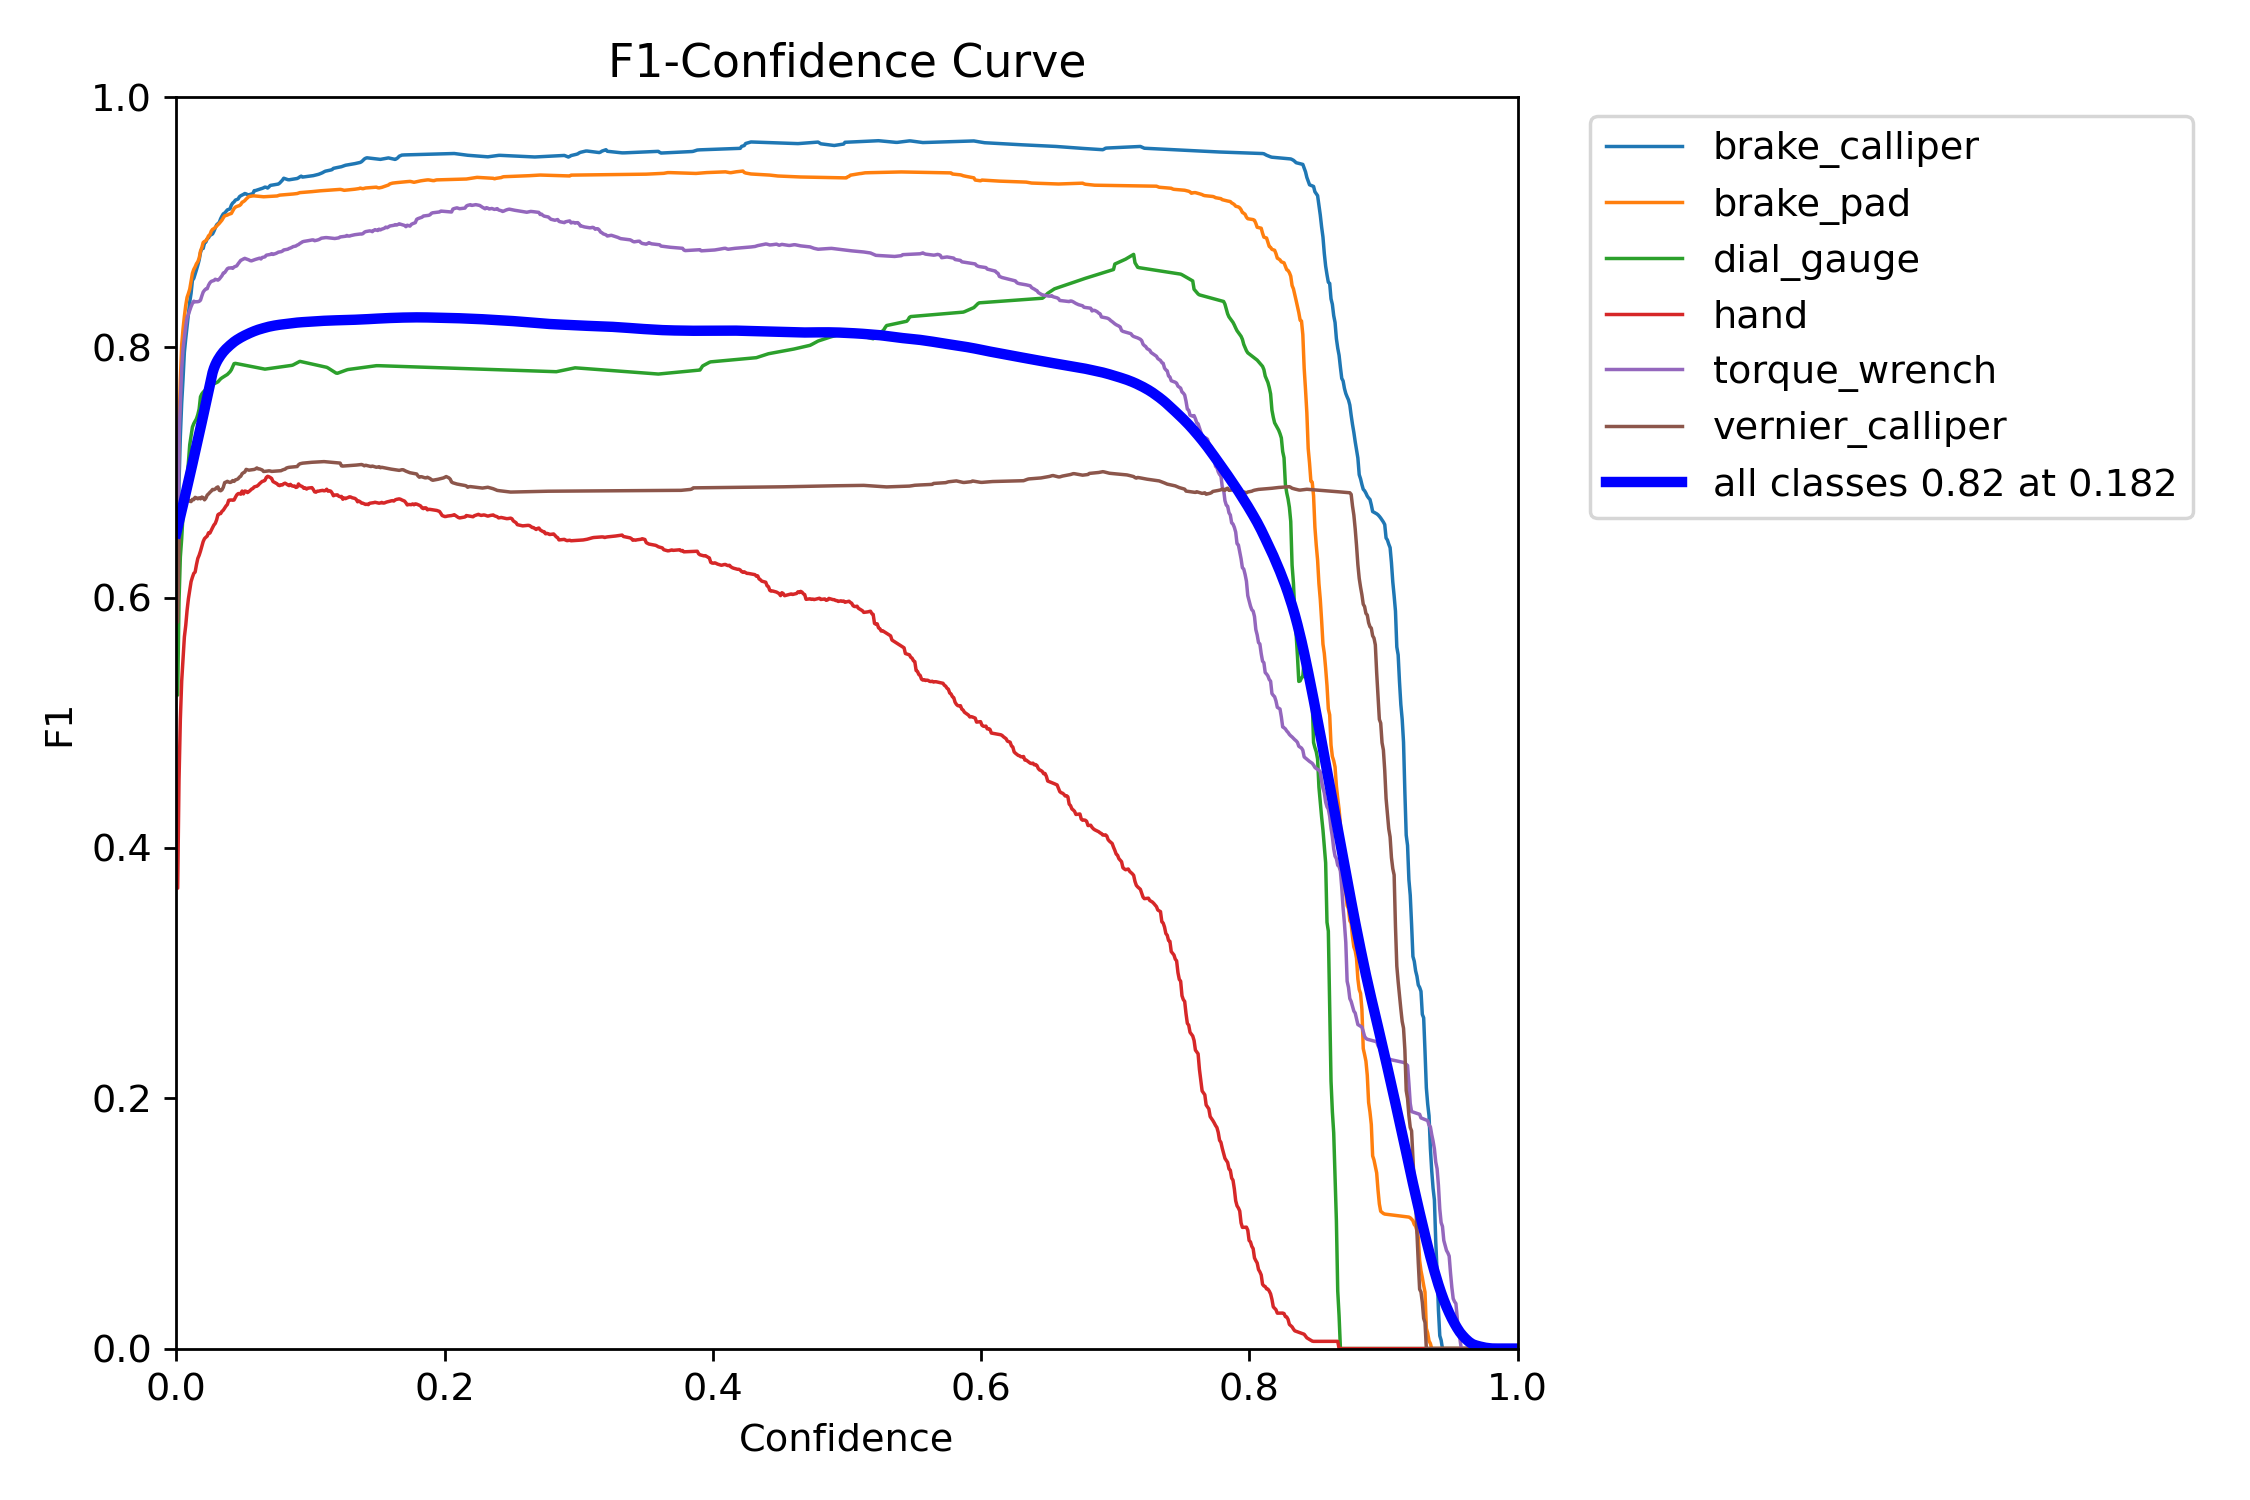 F1-Confidence Curve
1.0
0.8
0.6
0.4
0.2
0.0
F1
0.0 0.2 0.4 0.6 0.8 1.0
Confidence
brake_calliper
brake_pad
dial_gauge
hand
torque_wrench
vernier_calliper
all classes 0.82 at 0.182